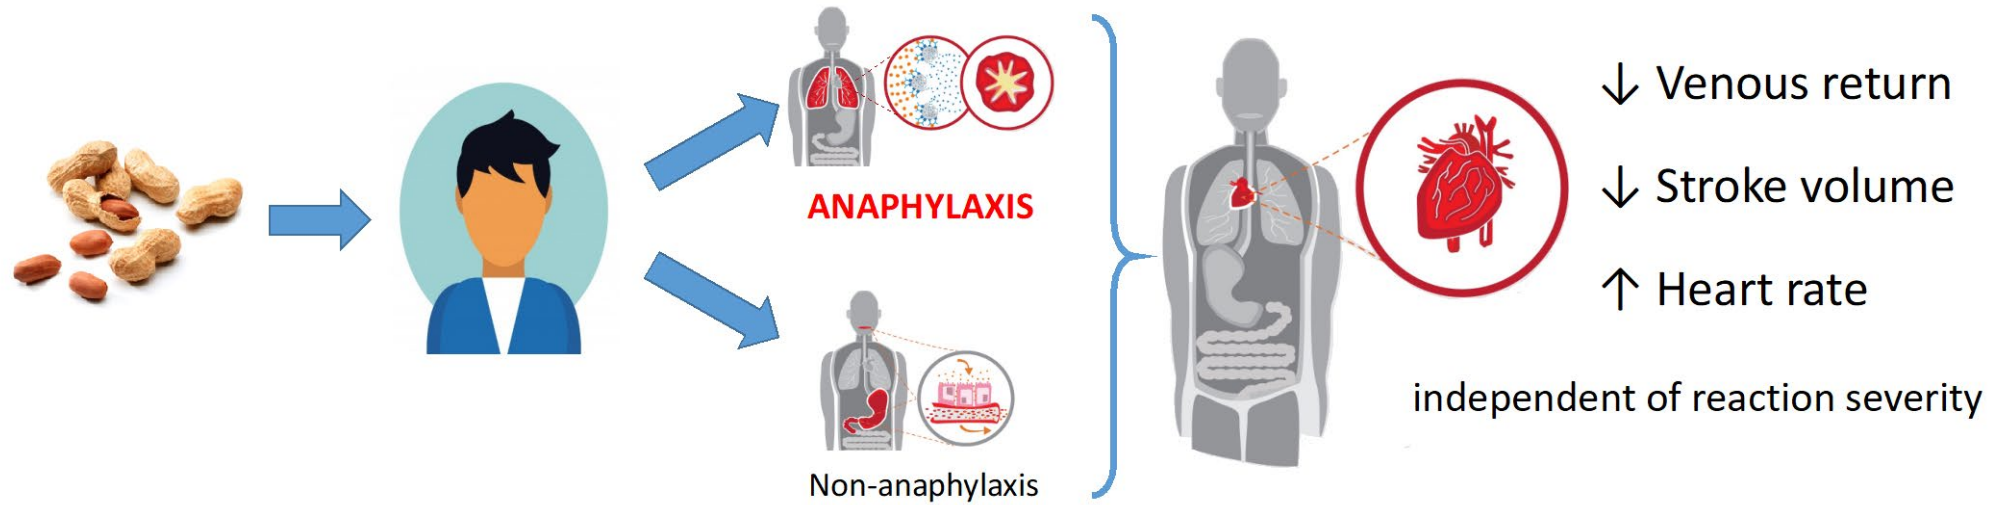 ANAPHYLAXIS
Non-anaphylaxis
↓ Venous return
↓ Stroke volume
↑ Heart rate
independent of reaction severity